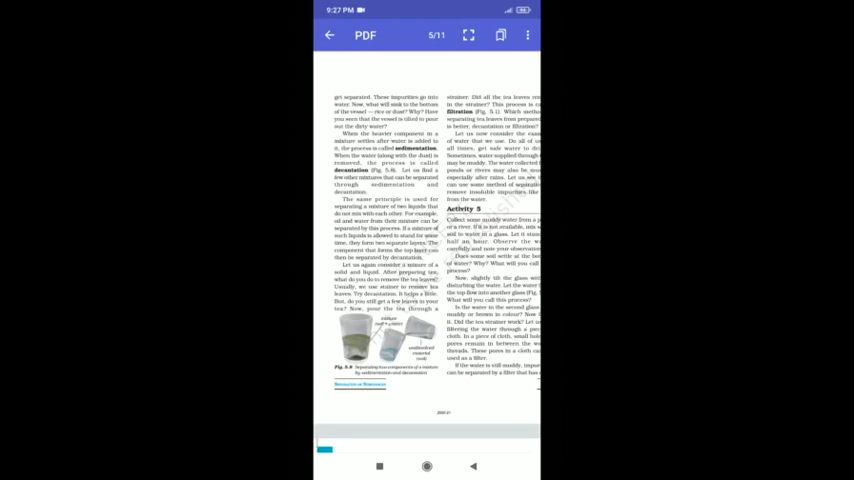 9:27 PM
PDF
5/11
get separated. These impurities go into
water. Now, what will sink to the bottom
of the vessel — rice or dust? Why? Have
you seen that the vessel is tilted to pour
out the dirty water?
When the heavier component in a
mixture settles after water is added to
it, the process is called sedimentation.
When the water (along with the dust) is
removed, the process is called
decantation (Fig. 5.8). Let us find a
few other mixtures that can be separated
through sedimentation and
decantation.
The same principle is used for
separating a mixture of two liquids that
do not mix with each other. For example,
oil and water from their mixture can be
separated by this process. If a mixture of
such liquids is allowed to stand for some
time, they form two separate layers. The
component that forms the top layer can
then be separated by decantation.
Let us again consider a mixture of a
solid and liquid. After preparing tea,
what do you do to remove the tea leaves?
Usually, we use strainer to remove tea
leaves. Try decantation. It helps a little.
But, do you still get a few leaves in your
tea? Now, pour the tea through a
undissolved
material
Fig. 5.8 Separating two components of a mixture
by sedimentation and decantation
Separation of Substances
strainer. Did all the tea leaves
in the strainer? This process is
filtration (Fig. 5.1). Which
separating tea leaves from
is better, decantation or filtration?
Let us now consider the
of water that we use. Do all of
all times, get safe water to
Sometimes, water supplied through
may be muddy. The water collected
ponds or rivers may also be
especially after rains. Let us see
can use some method of
remove insoluble impurities like
from the water.
Activity 5
Collect some muddy water from a
or a river. If it is not available, mix
soil to water in a glass. Let it stand
half an hour. Observe the
carefully and note your
Does some soil settle at the
of water? Why? What will you call
process?
Now, slightly tilt the glass
disturbing the water. Let the
the top flow into another glass
What will you call this process?
Is the water in the second glass
muddy or brown in colour? Now
it. Did the tea strainer work? Let
filtering the water through a
cloth. In a piece of cloth, small
pores remain in between the
threads. These pores in a cloth
used as a filter.
If the water is still muddy,
can be separated by a filter that has
2020-21